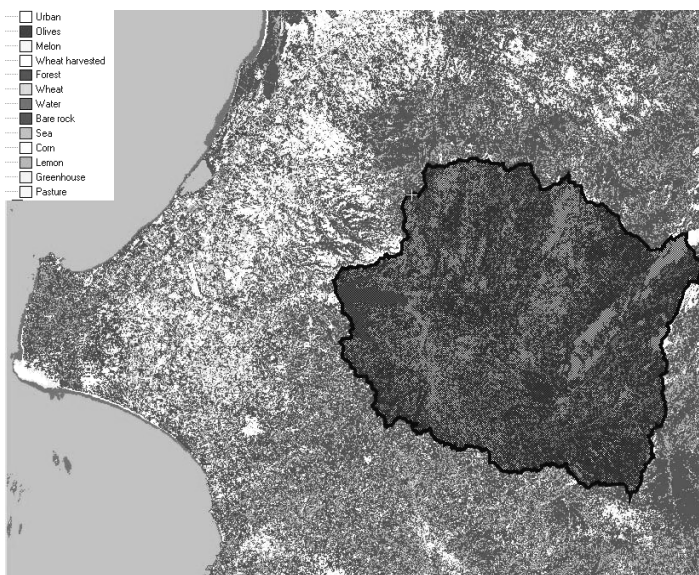 Urban
Olives
Melon
Wheat harvested
Forest
Wheat
Water
Bare rock
Sea
Corn
Lemon
Greenhouse
Pasture